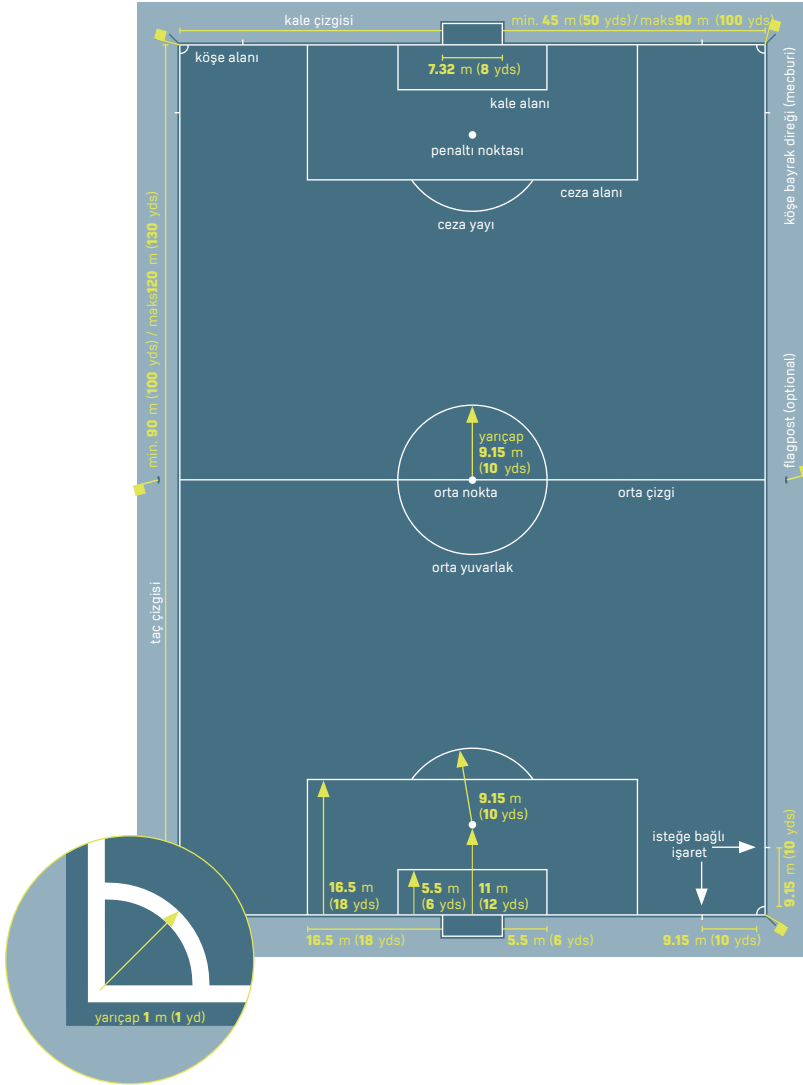 kale çizgisi
min. 45 m (50 yds) / maks90 m (100 yds)
köşe alanı
7.32 m (8 yds)
kale alanı
penaltı noktası
ceza alanı
ceza yayı
köşe bayrak direği (mecburi)
min. 90 m (100 yds) / maks120 m (130 yds)
flagpost (optional)
yarıçap
9.15 m
(10 yds)
orta nokta
orta çizgi
orta yuvarlak
taç çizgisi
9.15 m
(10 yds)
isteğe bağlı
işaret
9.15 m (10 yds)
16.5 m
(18 yds)
5.5 m
(6 yds)
11 m
(12 yds)
16.5 m (18 yds)
5.5 m (6 yds)
9.15 m (10 yds)
yarıçap 1 m (1 yd)